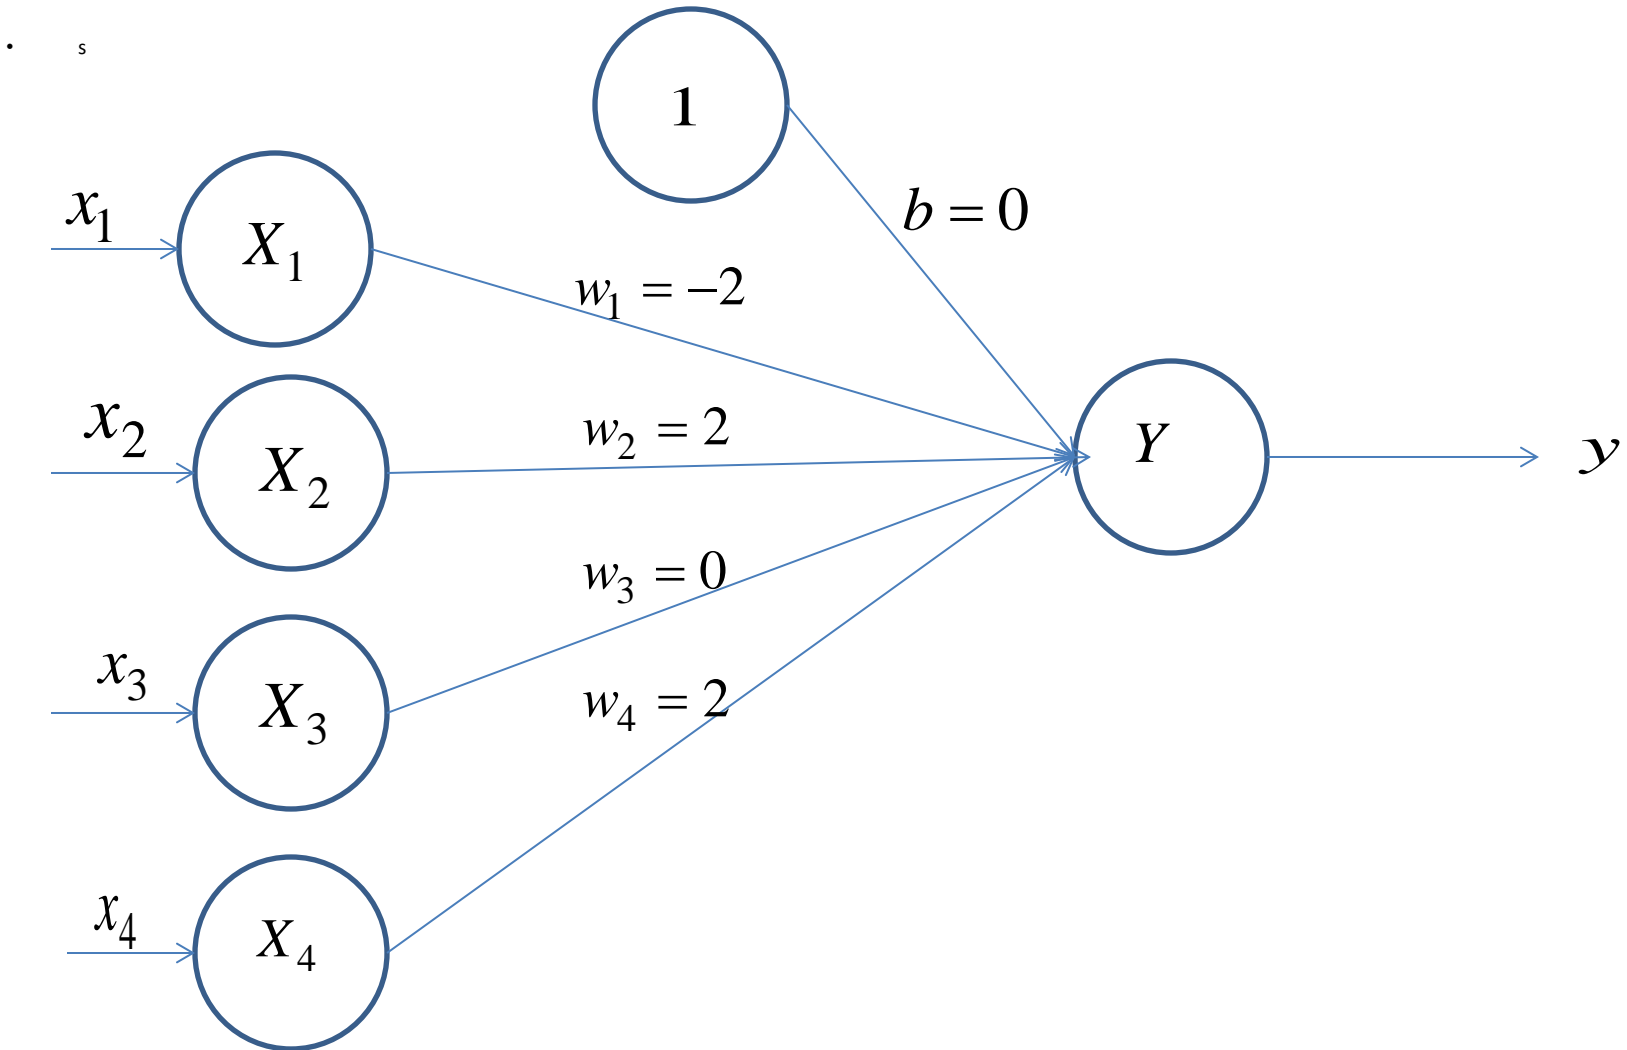 . s
1
x₁
X₁
b = 0
w₁ = −2
x₂
X₂
w₂ = 2
Y
y
w₃ = 0
x₃
X₃
w₄ = 2
x₄
X₄